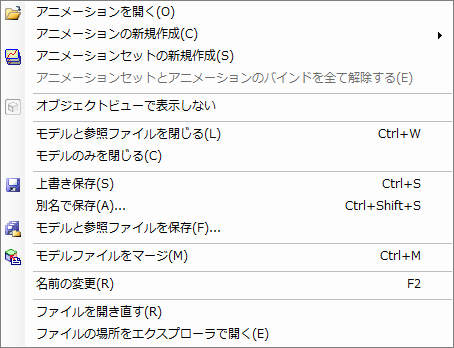 アニメーションを開く(O)
アニメーションの新規作成(C)
アニメーションセットの新規作成(S)
アニメーションセットとアニメーションのバインドを全て解除する(E)
オブジェクトビューで表示しない
モデルと参照ファイルを閉じる(L) Ctrl+W
モデルのみを閉じる(C)
上書き保存(S) Ctrl+S
別名で保存(A)... Ctrl+Shift+S
モデルと参照ファイルを保存(F)...
モデルファイルをマージ(M) Ctrl+M
名前の変更(R) F2
ファイルを開き直す(R)
ファイルの場所をエクスプローラで開く(E)